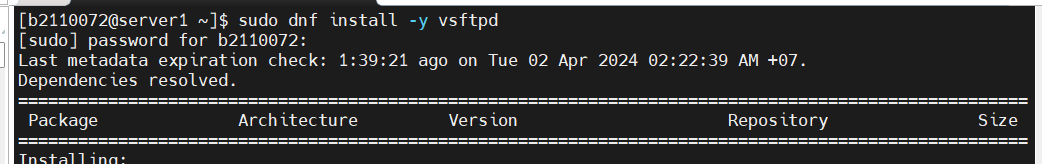 [b2110072@server1 ~]$ sudo dnf install -y vsftpd
[sudo] password for b2110072:
Last metadata expiration check: 1:39:21 ago on Tue 02 Apr 2024 02:22:39 AM +07.
Dependencies resolved.
================================================================================
Package Architecture Version Repository Size
================================================================================
Installing: